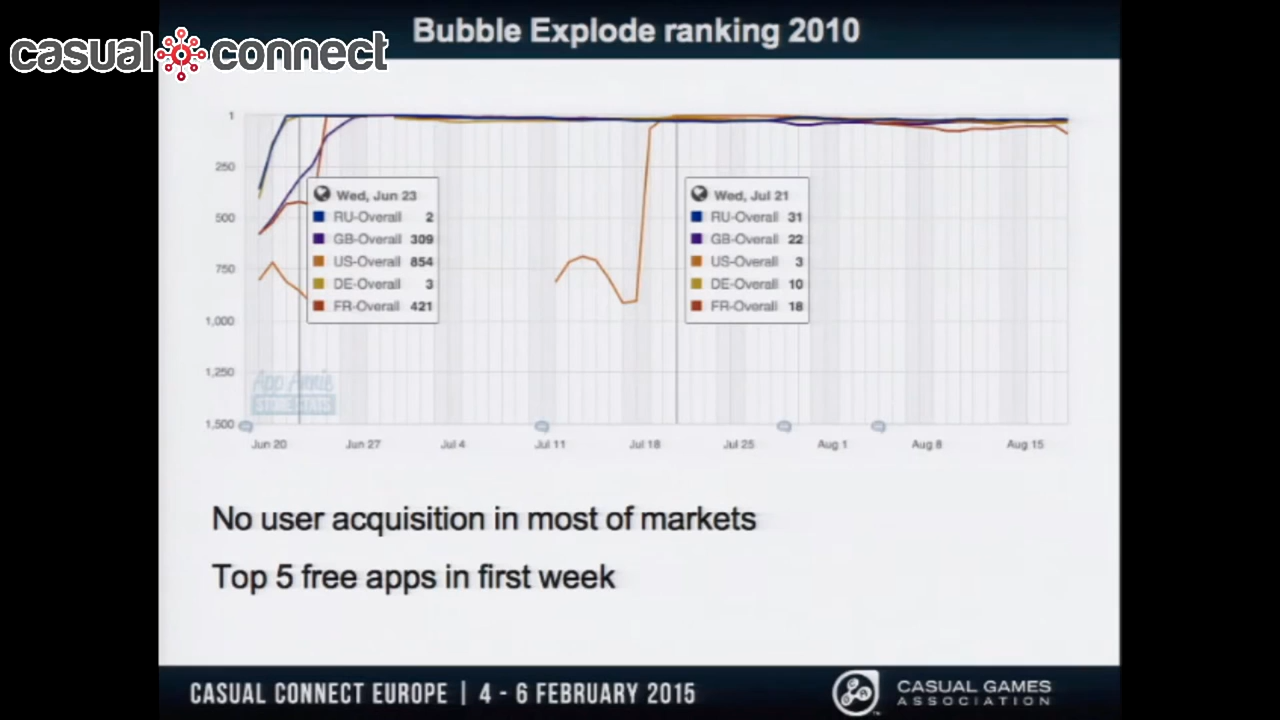 Bubble Explode ranking 2010
casual connect
1
250
500
750
1,000
1,250
1,500
Wed, Jun 23
RU-Overall 2
GB-Overall 309
US-Overall 854
DE-Overall 3
FR-Overall 421
Wed, Jul 21
RU-Overall 31
GB-Overall 22
US-Overall 3
DE-Overall 10
FR-Overall 18
App Annie
STORE STATS
Jun 20 Jun 27 Jul 4 Jul 11 Jul 18 Jul 25 Aug 1 Aug 8 Aug 15
No user acquisition in most of markets
Top 5 free apps in first week
CASUAL CONNECT EUROPE | 4 - 6 FEBRUARY 2015
CASUAL GAMES
ASSOCIATION